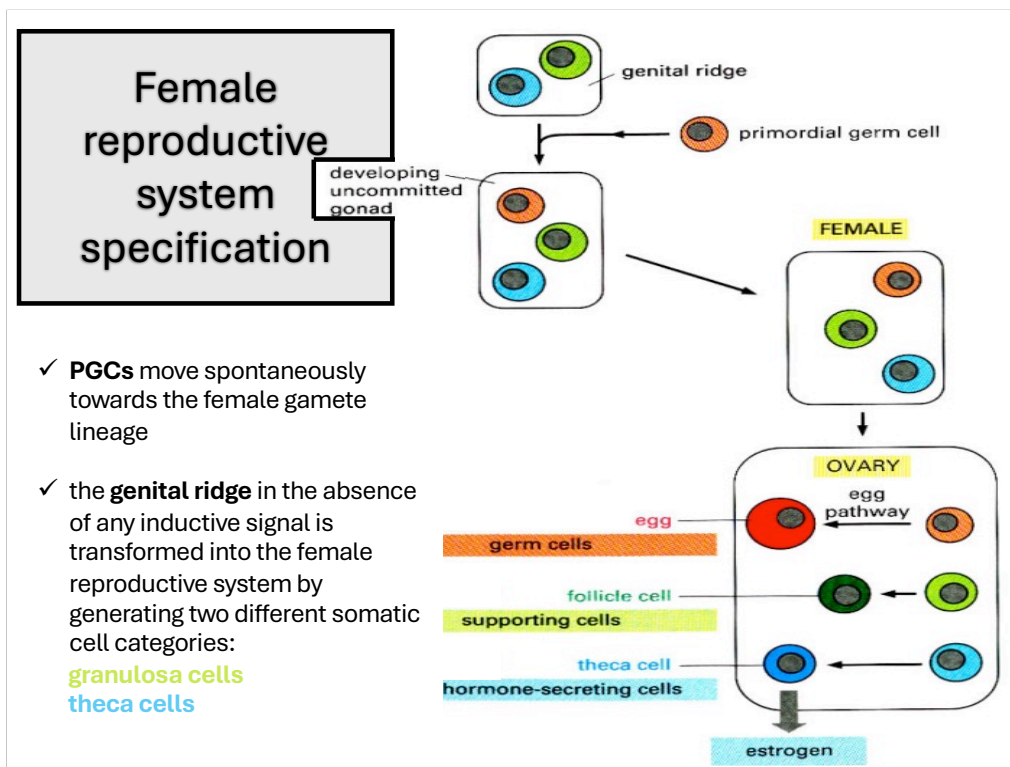 Female
reproductive
system
specification
genital ridge
primordial germ cell
developing
uncommitted
gonad
FEMALE
✓ PGCs move spontaneously
towards the female gamete
lineage
✓ the genital ridge in the absence
of any inductive signal is
transformed into the female
reproductive system by
generating two different somatic
cell categories:
granulosa cells
theca cells
OVARY
egg
pathway
egg
germ cells
follicle cell
supporting cells
theca cell
hormone-secreting cells
estrogen